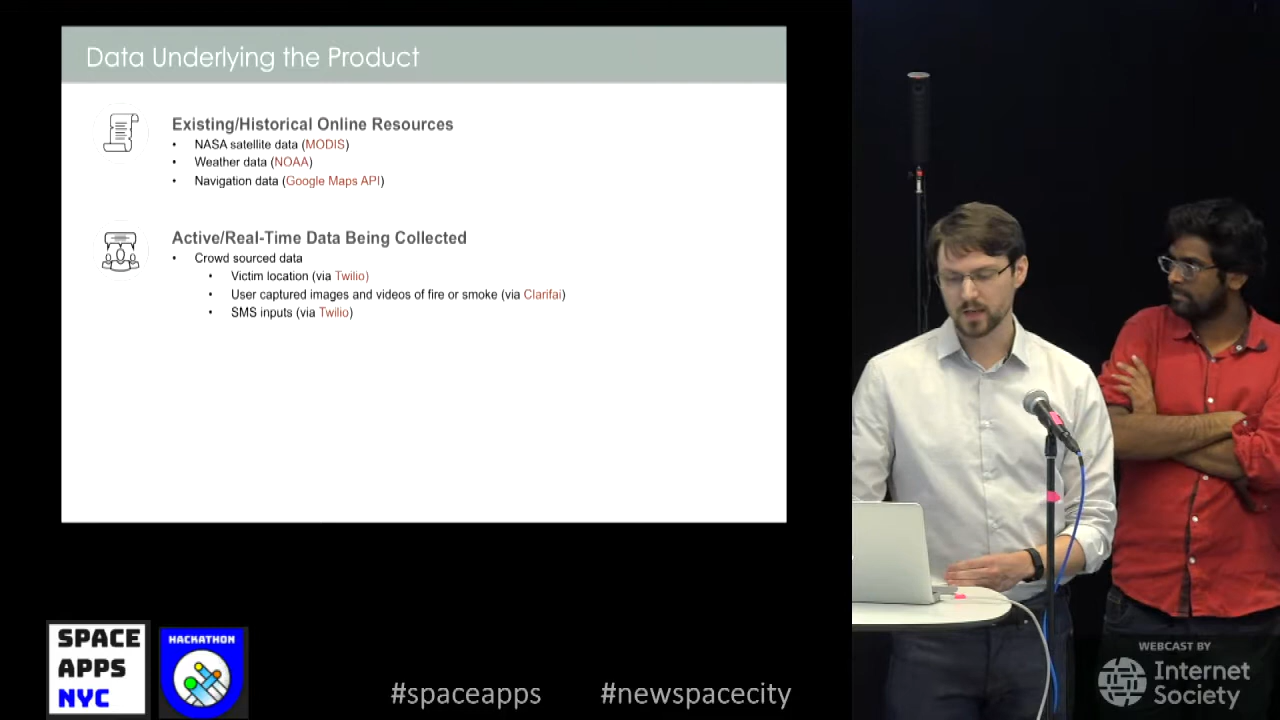 Data Underlying the Product
Existing/Historical Online Resources
• NASA satellite data (MODIS)
• Weather data (NOAA)
• Navigation data (Google Maps API)
Active/Real-Time Data Being Collected
• Crowd sourced data
• Victim location (via Twilio)
• User captured images and videos of fire or smoke (via Clarifai)
• SMS inputs (via Twilio)
SPACE
APPS
NYC
HACKATHON
#spaceapps #newspacecity
WEBCAST BY
Internet
Society